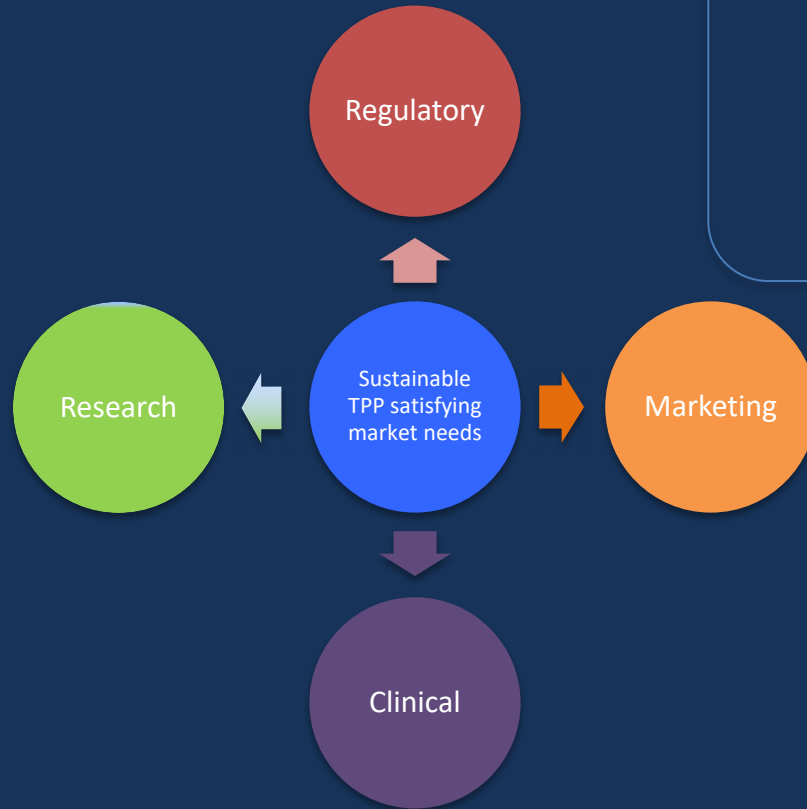 Regulatory
Research
Sustainable
TPP satisfying
market needs
Marketing
Clinical